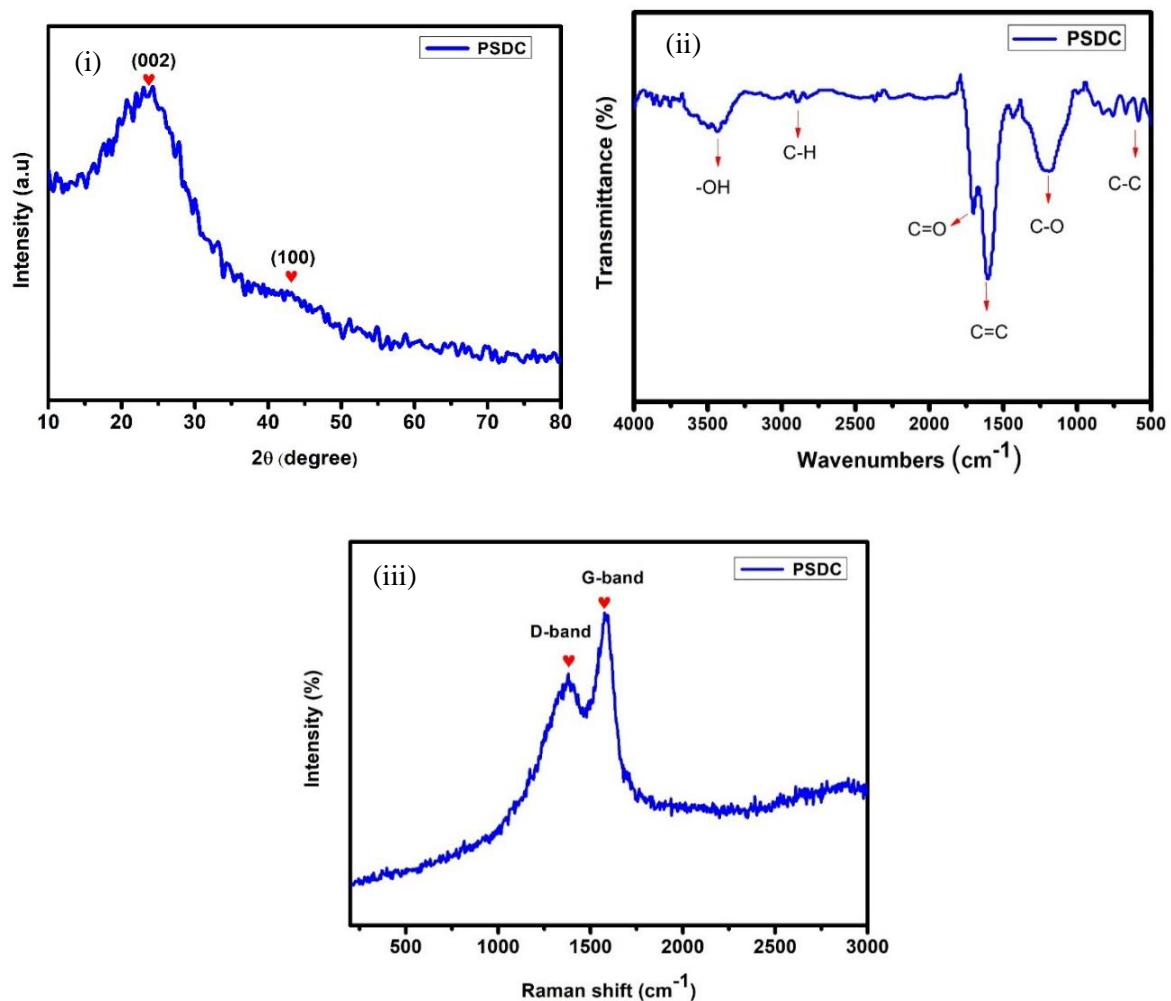 (i)
(002)
PSDC
(100)
Intensity (a.u)
10 20 30 40 50 60 70 80
2θ (degree)
(ii)
PSDC
-OH
C-H
C=O
C=C
C-O
C-C
Transmittance (%)
4000 3500 3000 2500 2000 1500 1000 500
Wavenumbers (cm⁻¹)
(iii)
PSDC
G-band
D-band
Intensity (%)
500 1000 1500 2000 2500 3000
Raman shift (cm⁻¹)